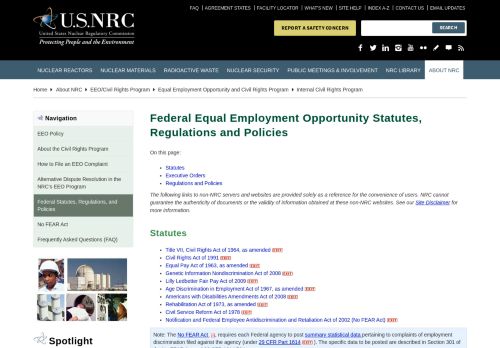 FAQ | AGREEMENT STATES | FACILITY LOCATOR | WHAT'S NEW | SITE HELP | INDEX A-Z | CONTACT US | EMAIL UPDATES
U.S.NRC
United States Nuclear Regulatory Commission
Protecting People and the Environment
REPORT A SAFETY CONCERN
SEARCH
NUCLEAR REACTORS NUCLEAR MATERIALS RADIOACTIVE WASTE NUCLEAR SECURITY PUBLIC MEETINGS & INVOLVEMENT NRC LIBRARY ABOUT NRC
Home About NRC EEO/Civil Rights Program Equal Employment Opportunity and Civil Rights Program Internal Civil Rights Program
Navigation
EEO Policy
About the Civil Rights Program
How to File an EEO Complaint
Alternative Dispute Resolution in the
NRC's EEO Program
Federal Statutes, Regulations, and
Policies
No FEAR Act
Frequently Asked Questions (FAQ)
Spotlight
Federal Equal Employment Opportunity Statutes,
Regulations and Policies
On this page:
Statutes
Executive Orders
Regulations and Policies
The following links to non-NRC servers and websites are provided solely as a reference for the convenience of users. NRC cannot
guarantee the authenticity of documents or the validity of information obtained at these non-NRC websites. See our Site Disclaimer for
more information.
Statutes
Title VII, Civil Rights Act of 1964, as amended EXIT
Civil Rights Act of 1991 EXIT
Equal Pay Act of 1963, as amended EXIT
Genetic Information Nondiscrimination Act of 2008 EXIT
Lilly Ledbetter Fair Pay Act of 2009 EXIT
Age Discrimination in Employment Act of 1967, as amended EXIT
Americans with Disabilities Amendments Act of 2008 EXIT
Rehabilitation Act of 1973, as amended EXIT
Civil Service Reform Act of 1978 EXIT
Notification and Federal Employee Antidiscrimination and Retaliation Act of 2002 (No FEAR Act) EXIT
Note: The No FEAR Act, requires each Federal agency to post summary statistical data pertaining to complaints of employment
discrimination filed against the agency (under 29 CFR Part 1614 EXIT ). The specific data to be posted are described in Section 301 of